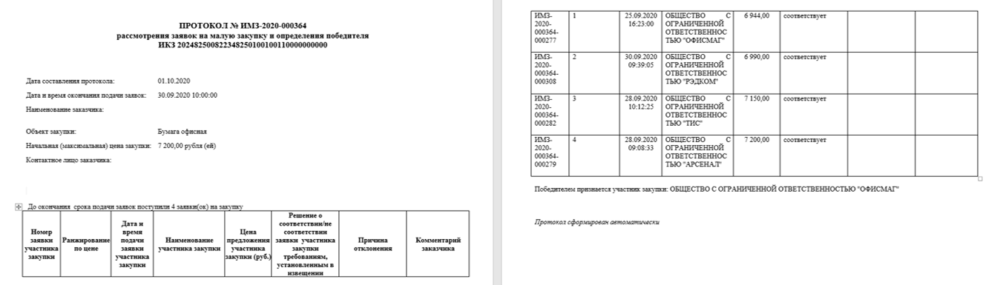 ПРОТОКОЛ № ИМЗ-2020-000364
рассмотрения заявок на малую закупку и определения победителя
ИКЗ 202482500822348250100100110000000000
Дата составления протокола: 01.10.2020
Дата и время окончания подачи заявок: 30.09.2020 10:00:00
Наименование заказчика:
Объект закупки: Бумага офисная
Начальная (максимальная) цена закупки: 7 200,00 рубля (ей)
Контактное лицо заказчика:
До окончания срока подачи заявок поступили 4 заявки(ок) на закупку
Номер
заявки
участника
закупки
Ранжирование
по цене
Дата и
время
подачи
заявки
участника
закупки
Наименование
участника закупки
Цена
предложения
участника
закупки (руб.)
Решение о
соответствии/не
соответствии
заявки участника
закупки
требованиям,
установленным в
извещении
Причина
отклонения
Комментарий
заказчика
ИМЗ-
2020-
000364-
000277
1
25.09.2020
16:23:00
ОБЩЕСТВО С
ОГРАНИЧЕННОЙ
ОТВЕТСТВЕННОС
ТЬЮ "ОФИСМАГ"
6 944,00
соответствует
ИМЗ-
2020-
000364-
000308
2
30.09.2020
09:39:05
ОБЩЕСТВО С
ОГРАНИЧЕННОЙ
ОТВЕТСТВЕННОС
ТЬЮ "РЭДКОМ"
6 990,00
соответствует
ИМЗ-
2020-
000364-
000282
3
28.09.2020
10:12:25
ОБЩЕСТВО С
ОГРАНИЧЕННОЙ
ОТВЕТСТВЕННОС
ТЬЮ "ТИС"
7 150,00
соответствует
ИМЗ-
2020-
000364-
000279
4
28.09.2020
09:08:33
ОБЩЕСТВО С
ОГРАНИЧЕННОЙ
ОТВЕТСТВЕННОС
ТЬЮ "АРСЕНАЛ"
7 200,00
соответствует
Победителем признается участник закупки: ОБЩЕСТВО С ОГРАНИЧЕННОЙ ОТВЕТСТВЕННОСТЬЮ "ОФИСМАГ"
Протокол сформирован автоматически